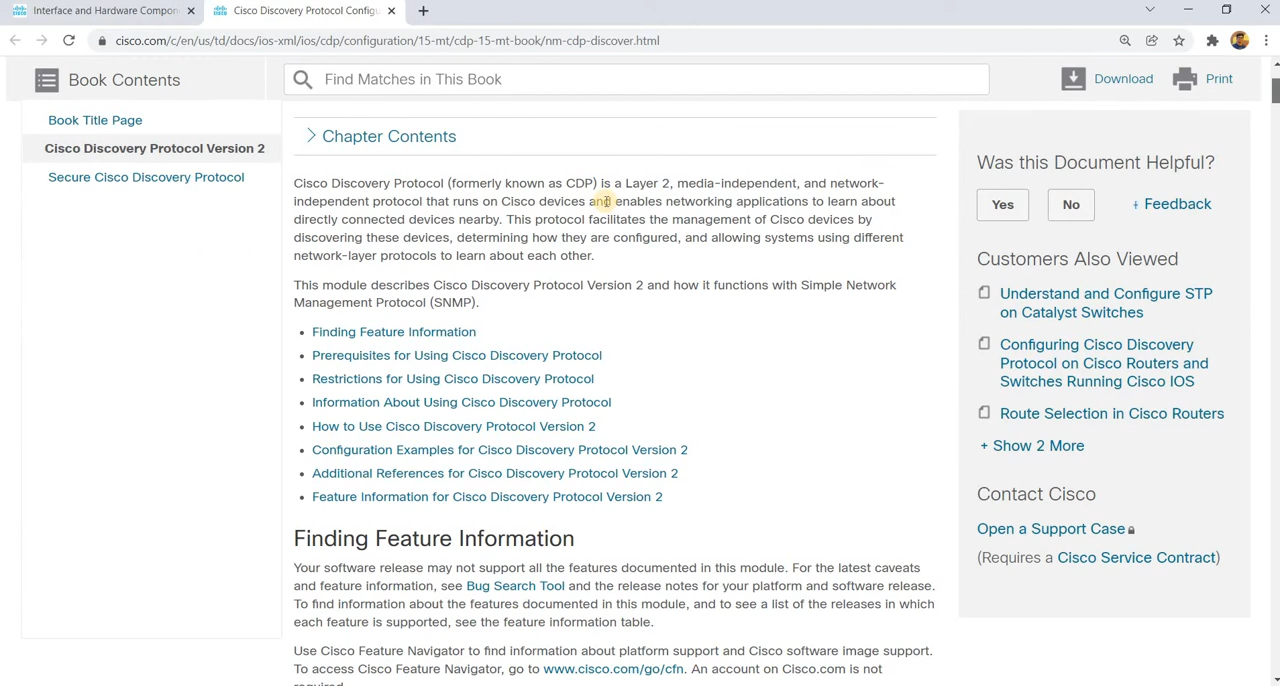 Interface and Hardware Compon
Cisco Discovery Protocol Configu
cisco.com/c/en/us/td/docs/ios-xml/ios/cdp/configuration/15-mt/cdp-15-mt-book/nm-cdp-discover.html
Book Contents
Find Matches in This Book
Download
Print
Book Title Page
Cisco Discovery Protocol Version 2
Secure Cisco Discovery Protocol
Chapter Contents
Cisco Discovery Protocol (formerly known as CDP) is a Layer 2, media-independent, and network-
independent protocol that runs on Cisco devices and enables networking applications to learn about
directly connected devices nearby. This protocol facilitates the management of Cisco devices by
discovering these devices, determining how they are configured, and allowing systems using different
network-layer protocols to learn about each other.
This module describes Cisco Discovery Protocol Version 2 and how it functions with Simple Network
Management Protocol (SNMP).
• Finding Feature Information
• Prerequisites for Using Cisco Discovery Protocol
• Restrictions for Using Cisco Discovery Protocol
• Information About Using Cisco Discovery Protocol
• How to Use Cisco Discovery Protocol Version 2
• Configuration Examples for Cisco Discovery Protocol Version 2
• Additional References for Cisco Discovery Protocol Version 2
• Feature Information for Cisco Discovery Protocol Version 2
Finding Feature Information
Your software release may not support all the features documented in this module. For the latest caveats
and feature information, see Bug Search Tool and the release notes for your platform and software release.
To find information about the features documented in this module, and to see a list of the releases in which
each feature is supported, see the feature information table.
Use Cisco Feature Navigator to find information about platform support and Cisco software image support.
To access Cisco Feature Navigator, go to www.cisco.com/go/cfn. An account on Cisco.com is not
required.
Was this Document Helpful?
Yes
No
Feedback
Customers Also Viewed
Understand and Configure STP
on Catalyst Switches
Configuring Cisco Discovery
Protocol on Cisco Routers and
Switches Running Cisco IOS
Route Selection in Cisco Routers
+ Show 2 More
Contact Cisco
Open a Support Case
(Requires a Cisco Service Contract)